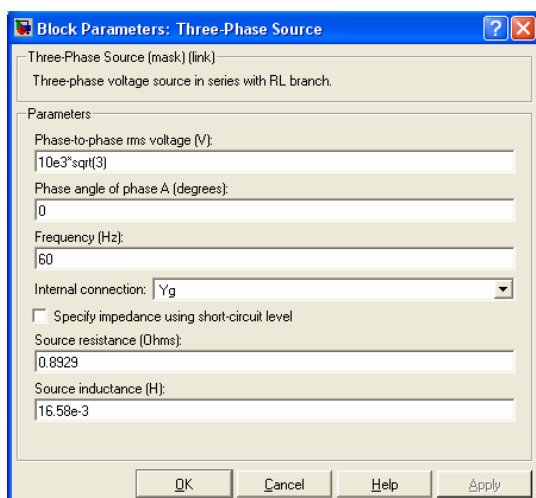 Block Parameters: Three-Phase Source
Three-Phase Source (mask) (link)
Three-phase voltage source in series with RL branch.
Parameters
Phase-to-phase rms voltage (V):
10e3*sqrt(3)
Phase angle of phase A (degrees):
0
Frequency (Hz):
60
Internal connection: Yg
Specify impedance using short-circuit level
Source resistance (Ohms):
0.8929
Source inductance (H):
16.58e-3
OK Cancel Help Apply